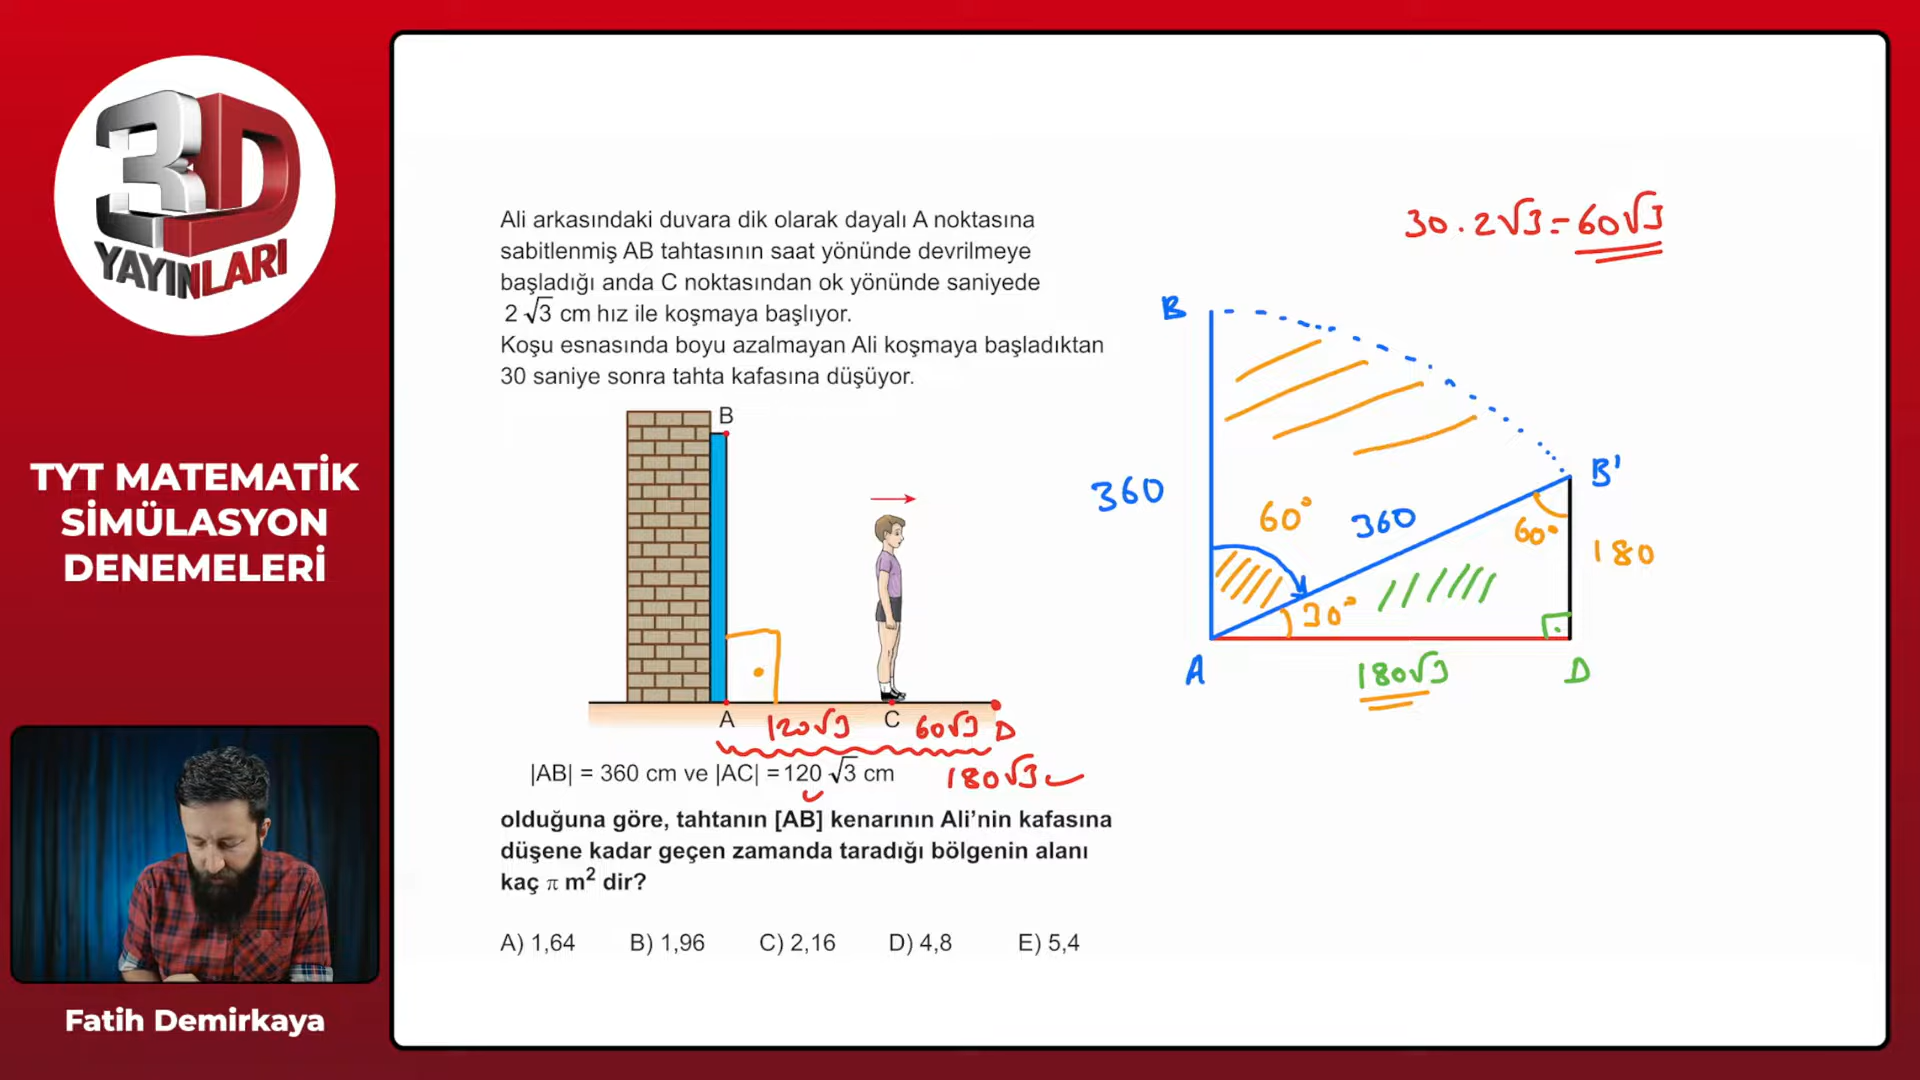 3D
YAYINLARI
TYT MATEMATİK
SİMÜLASYON
DENEMELERİ
Fatih Demirkaya
Ali arkasındaki duvara dik olarak dayalı A noktasına
sabitlenmiş AB tahtasının saat yönünde devrilmeye
başladığı anda C noktasından ok yönünde saniyede
2√3 cm hız ile koşmaya başlıyor.
Koşu esnasında boyu azalmayan Ali koşmaya başladıktan
30 saniye sonra tahta kafasına düşüyor.
B
A 120√3 C 60√3 D
180√3
|AB| = 360 cm ve |AC| = 120 √3 cm
olduğuna göre, tahtanın [AB] kenarının Ali'nin kafasına
düşene kadar geçen zamanda taradığı bölgenin alanı
kaç π m² dir?
A) 1,64 B) 1,96 C) 2,16 D) 4,8 E) 5,4
30.2√3=60√3
B
B'
360 60° 360 60° 180
30°
A 180√3 D